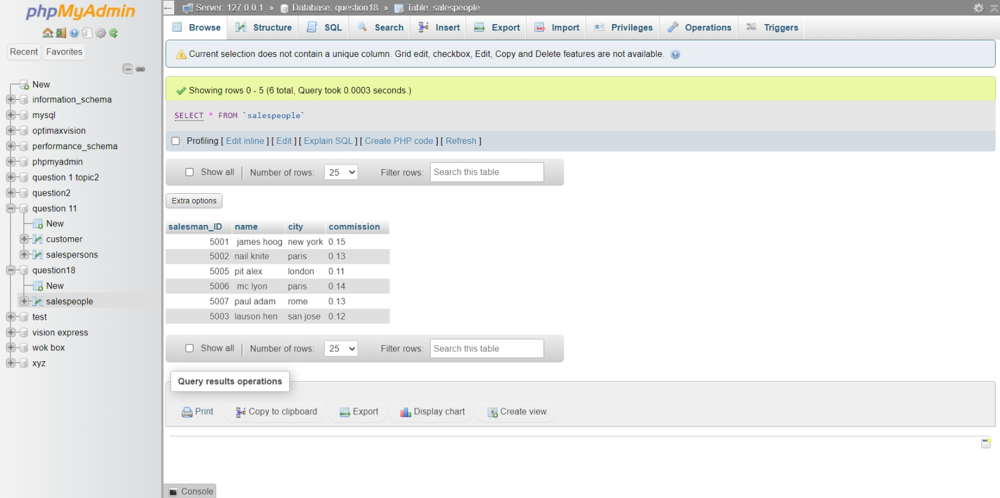 phpMyAdmin
Recent Favorites
New
information_schema
mysql
optimaxvision
performance_schema
phpmyadmin
question 1 topic2
question2
question 11
New
customer
salespersons
question18
New
salespeople
test
vision express
wok box
xyz
Server: 127.0.0.1 » Database: question18 » Table: salespeople
Browse Structure SQL Search Insert Export Import Privileges Operations Triggers
Current selection does not contain a unique column. Grid edit, checkbox, Edit, Copy and Delete features are not available.
Showing rows 0 - 5 (6 total, Query took 0.0003 seconds.)
SELECT * FROM `salespeople`
Profiling [ Edit inline ] [ Edit ] [ Explain SQL ] [ Create PHP code ] [ Refresh ]
Show all Number of rows: 25 Filter rows: Search this table
Extra options
salesman_ID name city commission
5001 james hoog new york 0.15
5002 nail knite paris 0.13
5005 pit alex london 0.11
5006 mc lyon paris 0.14
5007 paul adam rome 0.13
5003 lauson hen san jose 0.12
Show all Number of rows: 25 Filter rows: Search this table
Query results operations
Print Copy to clipboard Export Display chart Create view
Console